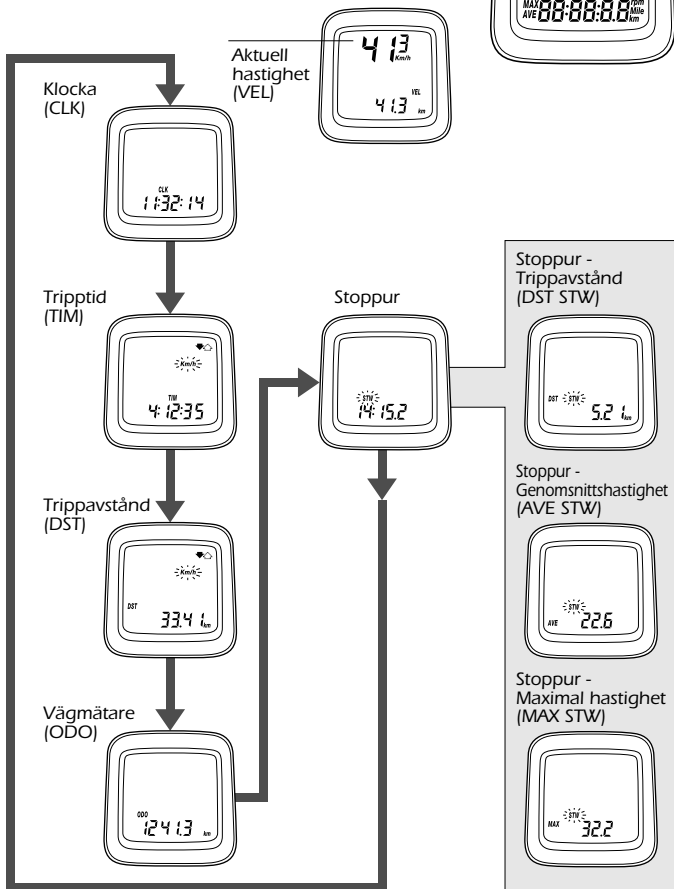 MAX
AVE 88:88:8.8 rpm
Mile
km
Aktuell
hastighet
(VEL)
41.3
Km/h
VEL
41.3 km
Klocka
(CLK)
CLK
11:32:14
Tripptid
(TIM)
Km/h
TIM
4:12:35
Trippavstånd
(DST)
Km/h
DST
33.41 km
Vägmätare
(ODO)
ODO
1241.3 km
Stoppur
STW
14:15.2
Stoppur -
Trippavstånd
(DST STW)
DST STW
5.21 km
Stoppur -
Genomsnittshastighet
(AVE STW)
STW
AVE 22.6
Stoppur -
Maximal hastighet
(MAX STW)
STW
MAX 32.2